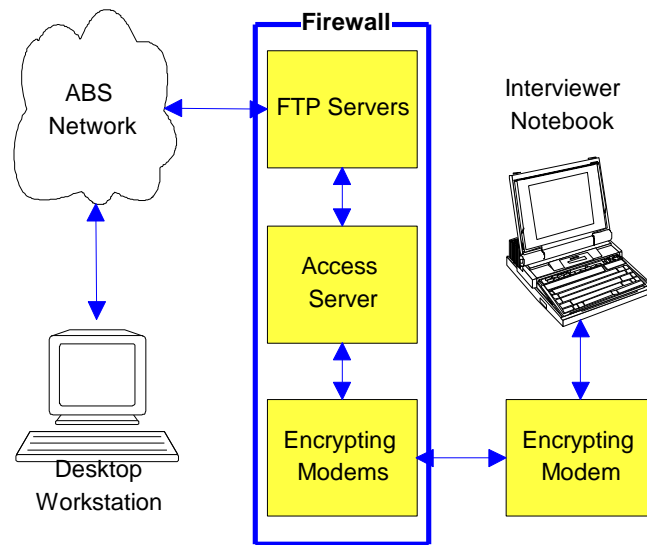 Firewall
ABS
Network
FTP Servers
Interviewer
Notebook
Access
Server
Desktop
Workstation
Encrypting
Modems
Encrypting
Modem